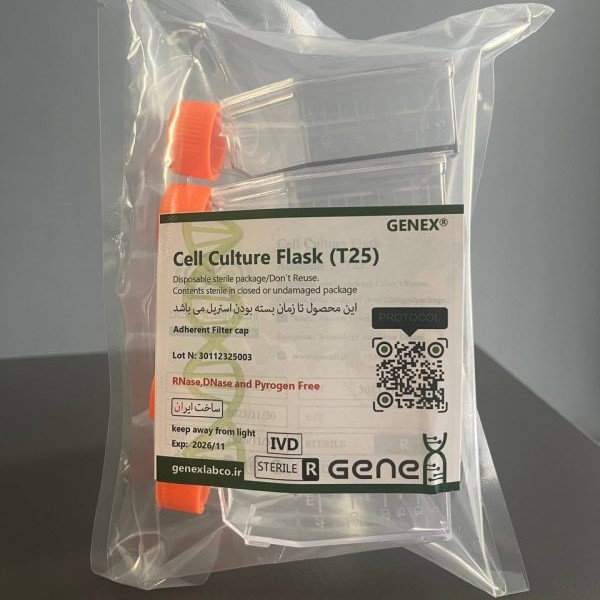 GENEX®
Cell Culture Flask (T25)
Disposable sterile package/Don`t Reuse.
Contents sterile in closed or undamaged package
این محصول تا زمان بسته بودن استریل می باشد
PROTOCOL
Adherent Filter cap
Lot N: 30112325003
RNase,DNase and Pyrogen Free
ساخت ایران
keep away from light
Exp: 2026/11
IVD
STERILE R
GENEX
genexlabco.ir